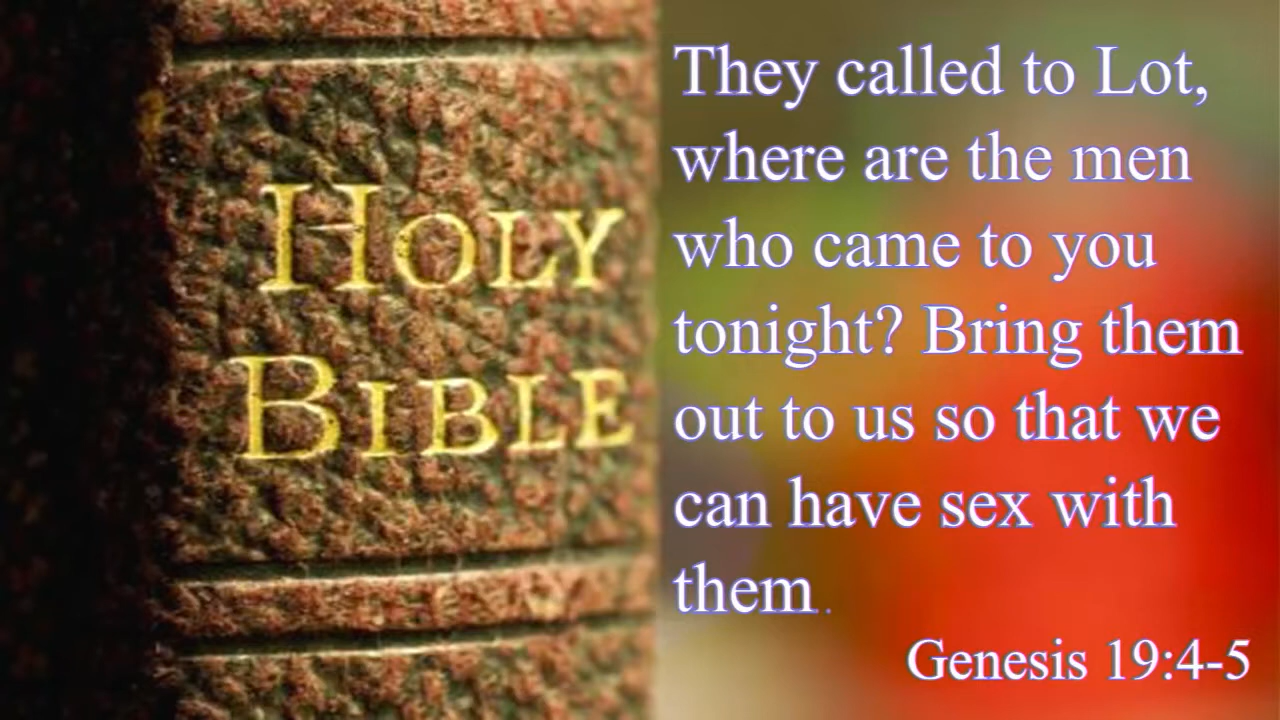 HOLY
BIBLE
They called to Lot,
where are the men
who came to you
tonight? Bring them
out to us so that we
can have sex with
them..
Genesis 19:4-5